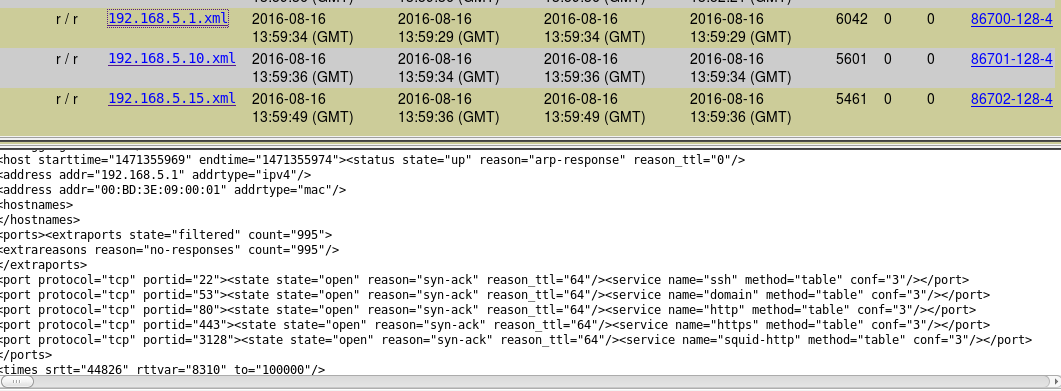 r / r 192.168.5.1.xml 2016-08-16 2016-08-16 2016-08-16 2016-08-16 6042 0 0 86700-128-4
13:59:34 (GMT) 13:59:29 (GMT) 13:59:34 (GMT) 13:59:29 (GMT)
r / r 192.168.5.10.xml 2016-08-16 2016-08-16 2016-08-16 2016-08-16 5601 0 0 86701-128-4
13:59:36 (GMT) 13:59:34 (GMT) 13:59:36 (GMT) 13:59:34 (GMT)
r / r 192.168.5.15.xml 2016-08-16 2016-08-16 2016-08-16 2016-08-16 5461 0 0 86702-128-4
13:59:49 (GMT) 13:59:36 (GMT) 13:59:49 (GMT) 13:59:36 (GMT)
<host starttime="1471355969" endtime="1471355974"><status state="up" reason="arp-response" reason_ttl="0"/>
<address addr="192.168.5.1" addrtype="ipv4"/>
<address addr="00:BD:3E:09:00:01" addrtype="mac"/>
<hostnames>
</hostnames>
<ports><extraports state="filtered" count="995">
<extrareasons reason="no-responses" count="995"/>
</extraports>
<port protocol="tcp" portid="22"><state state="open" reason="syn-ack" reason_ttl="64"/><service name="ssh" method="table" conf="3"/></port>
<port protocol="tcp" portid="53"><state state="open" reason="syn-ack" reason_ttl="64"/><service name="domain" method="table" conf="3"/></port>
<port protocol="tcp" portid="80"><state state="open" reason="syn-ack" reason_ttl="64"/><service name="http" method="table" conf="3"/></port>
<port protocol="tcp" portid="443"><state state="open" reason="syn-ack" reason_ttl="64"/><service name="https" method="table" conf="3"/></port>
<port protocol="tcp" portid="3128"><state state="open" reason="syn-ack" reason_ttl="64"/><service name="squid-http" method="table" conf="3"/></port>
</ports>
<times srtt="44826" rttvar="8310" to="100000"/>